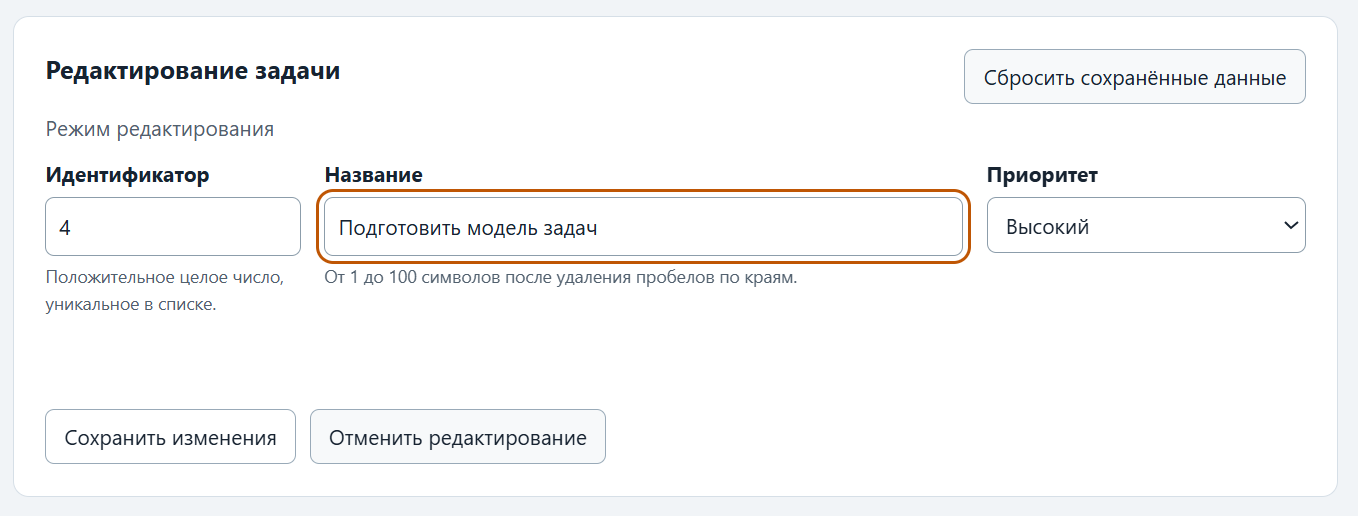 Редактирование задачи
Сбросить сохранённые данные
Режим редактирования
Идентификатор
Название
Приоритет
4
Подготовить модель задач
Высокий
Положительное целое число,
уникальное в списке.
От 1 до 100 символов после удаления пробелов по краям.
Сохранить изменения
Отменить редактирование